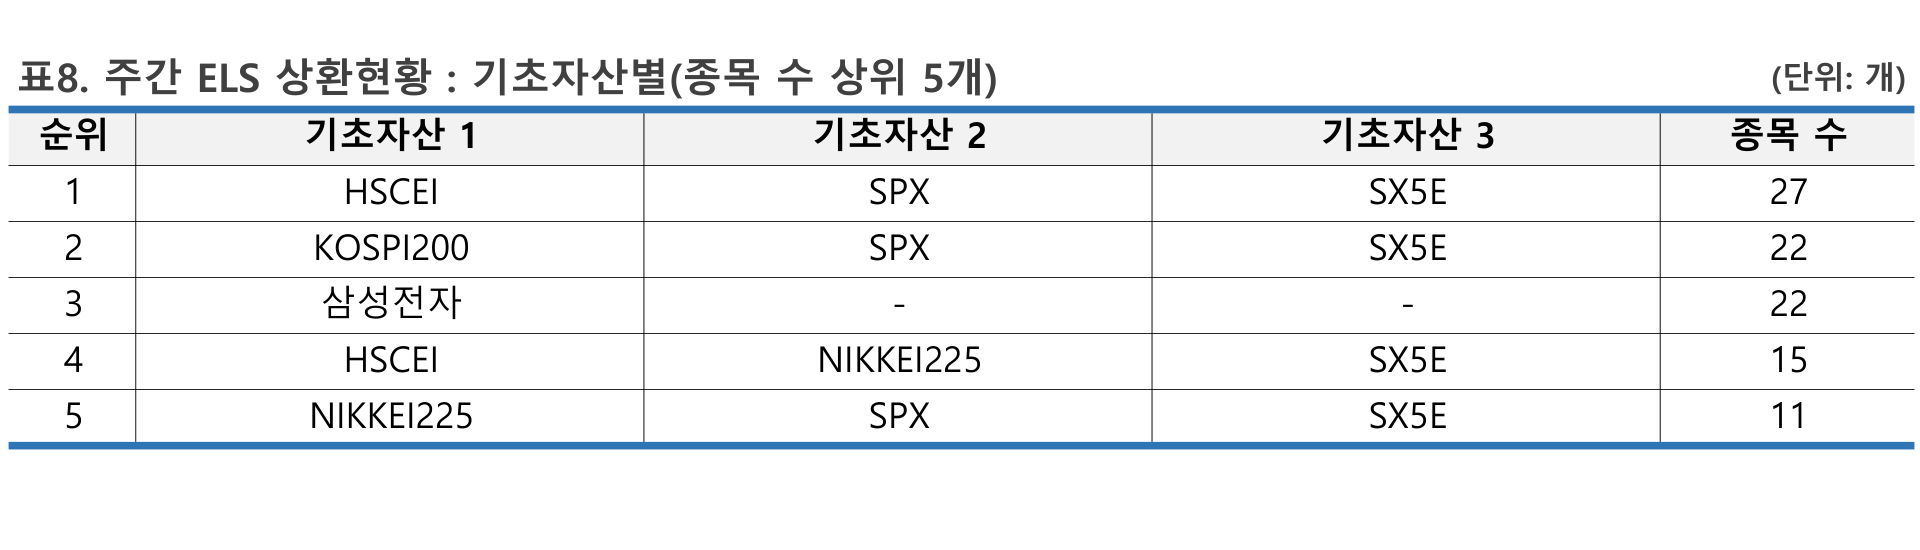 표8. 주간 ELS 상환현황 : 기초자산별(종목 수 상위 5개) (단위: 개)
순위 기초자산 1 기초자산 2 기초자산 3 종목 수
1 HSCEI SPX SX5E 27
2 KOSPI200 SPX SX5E 22
3 삼성전자 - - 22
4 HSCEI NIKKEI225 SX5E 15
5 NIKKEI225 SPX SX5E 11